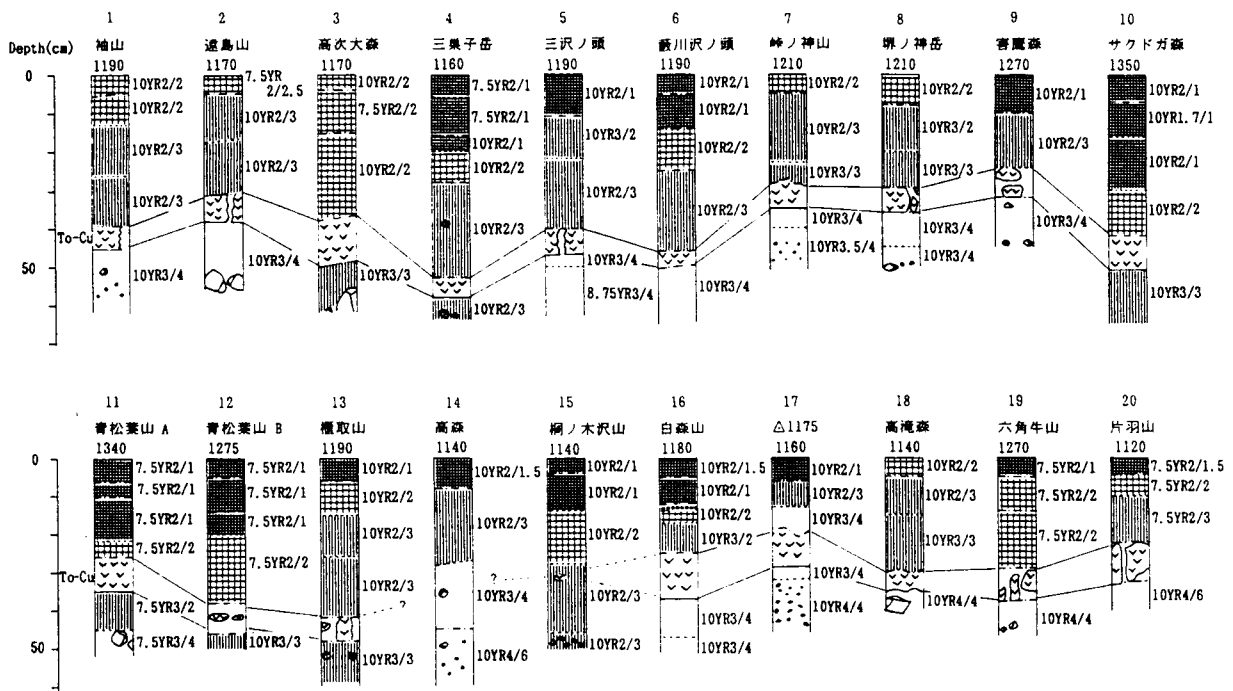 1 2 3 4 5 6 7 8 9 10
Depth(cm) 袖山 遠島山 高次大森 三巣子岳 三沢ノ頭 藪川沢ノ頭 峠ノ神山 堺ノ神岳 害鷹森 サクドガ森
1190 1170 1170 1160 1190 1190 1210 1210 1270 1350
0
50
To-Cu
10YR2/2
10YR2/2
10YR2/3
10YR2/3
10YR3/4
7.5YR
2/2.5
10YR2/3
10YR2/3
10YR3/4
10YR2/2
7.5YR2/2
10YR2/2
10YR3/3
7.5YR2/1
7.5YR2/1
10YR2/1
10YR2/2
10YR2/3
10YR2/3
10YR2/1
10YR3/2
10YR2/3
10YR3/4
8.75YR3/4
10YR2/1
10YR2/1
10YR2/2
10YR2/3
10YR3/4
10YR2/2
10YR2/3
10YR3/3
10YR3/4
10YR3.5/4
10YR2/2
10YR3/2
10YR3/3
10YR3/4
10YR3/4
10YR2/1
10YR2/3
10YR3/4
10YR2/1
10YR1.7/1
10YR2/1
10YR2/2
10YR3/3
11 12 13 14 15 16 17 18 19 20
青松葉山 A 青松葉山 B 櫃取山 高森 桐ノ木沢山 白森山 △1175 高滝森 六角牛山 片羽山
1340 1275 1190 1140 1140 1180 1160 1140 1270 1120
0
50
To-Cu
7.5YR2/1
7.5YR2/1
7.5YR2/1
7.5YR2/2
7.5YR3/2
7.5YR3/4
7.5YR2/1
7.5YR2/1
7.5YR2/1
7.5YR2/2
10YR3/3
10YR2/1
10YR2/2
10YR2/3
10YR2/3
10YR3/3
?
?
10YR2/1.5
10YR2/3
10YR3/4
10YR4/6
10YR2/1
10YR2/1
10YR2/2
10YR2/3
10YR2/3
10YR2/1.5
10YR2/1
10YR2/2
10YR3/2
10YR3/4
10YR3/4
10YR2/1
10YR2/3
10YR3/4
10YR3/4
10YR4/4
10YR2/2
10YR2/3
10YR3/3
10YR4/4
7.5YR2/1
7.5YR2/2
7.5YR2/2
10YR4/4
7.5YR2/1.5
7.5YR2/2
7.5YR2/3
10YR4/6